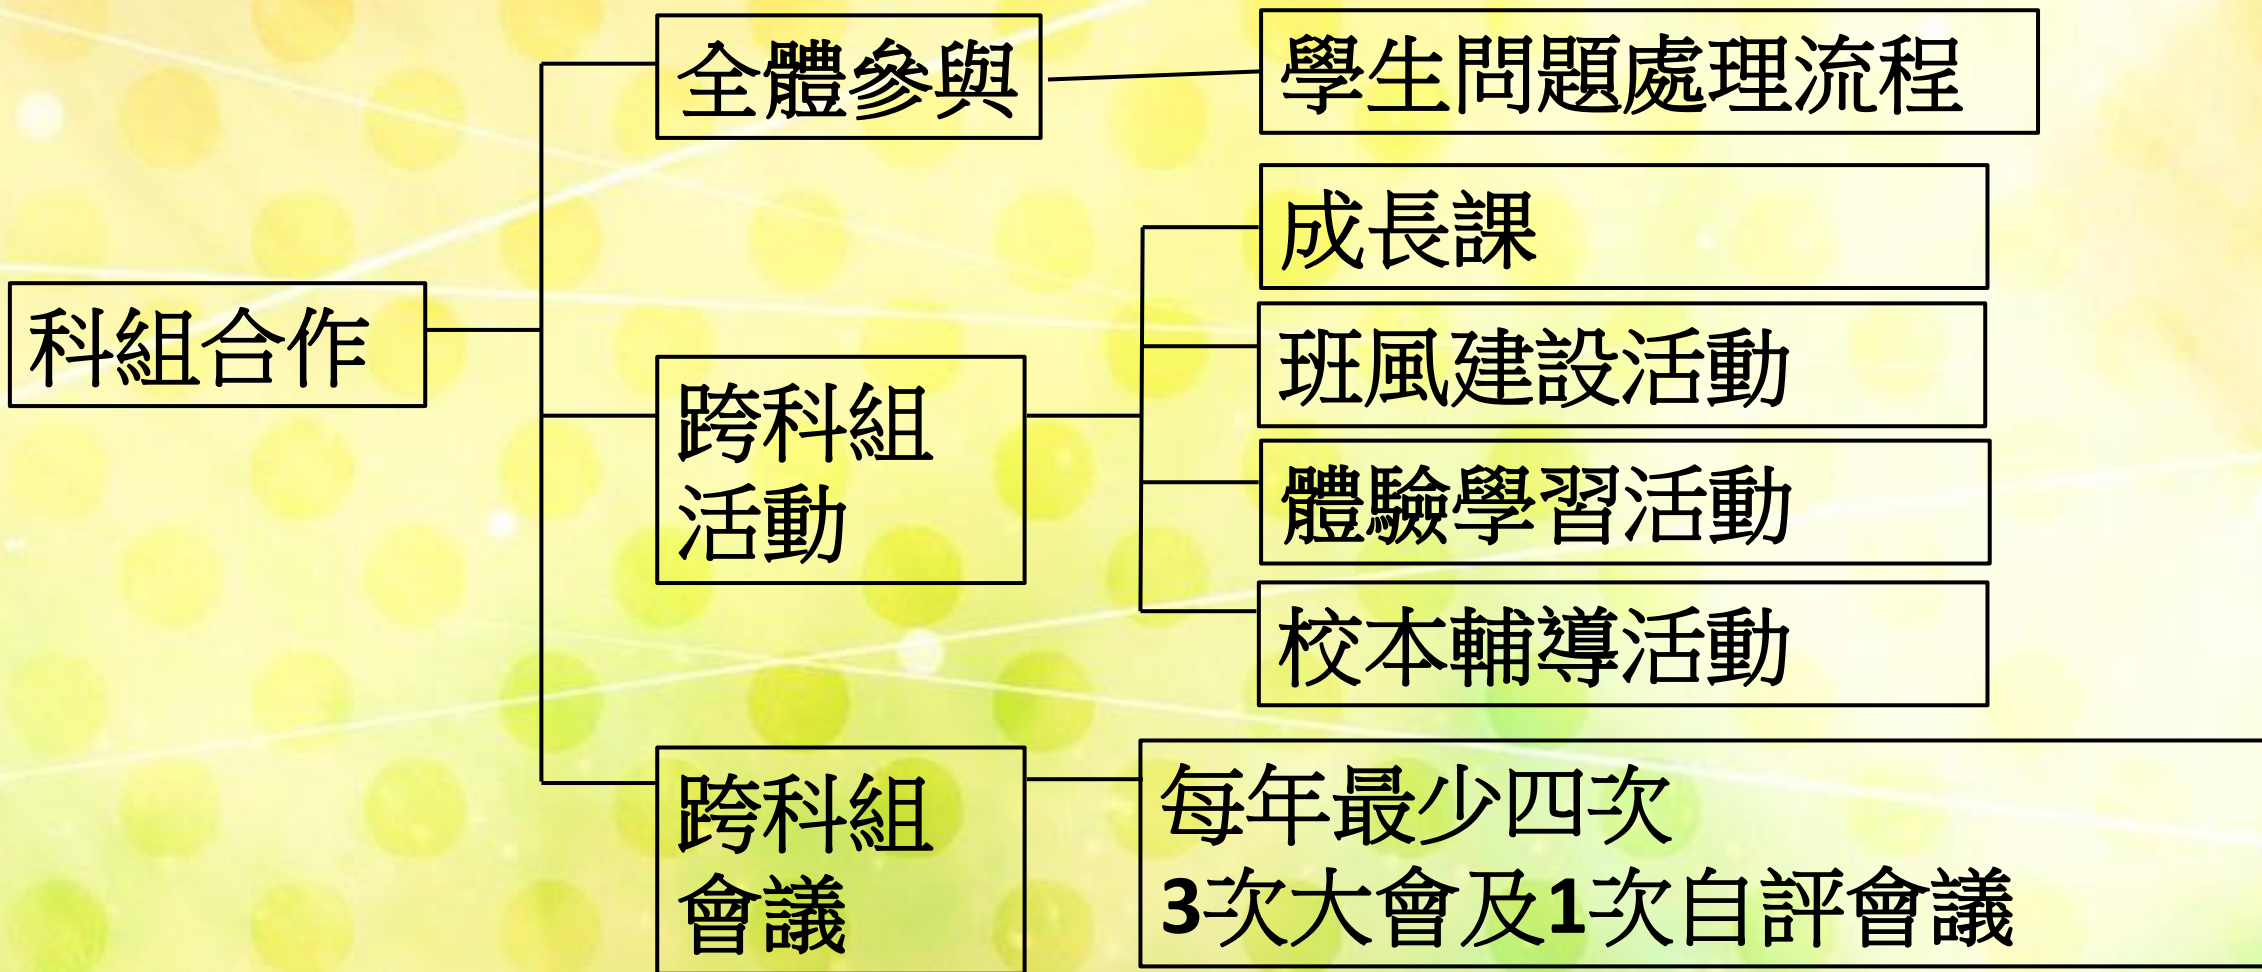 全體參與
學生問題處理流程
成長課
科組合作
班風建設活動
跨科組
活動
體驗學習活動
校本輔導活動
跨科組
會議
每年最少四次
3次大會及1次自評會議